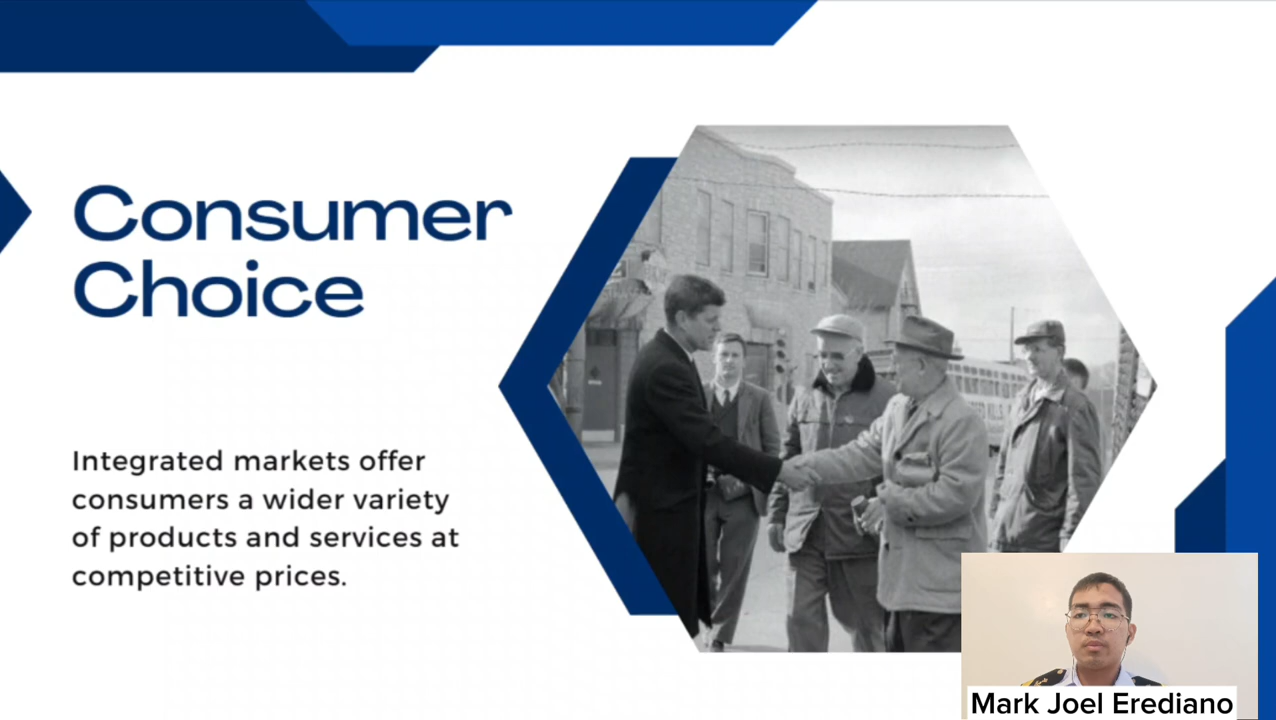 Consumer
Choice
Integrated markets offer
consumers a wider variety
of products and services at
competitive prices.
Mark Joel Erediano